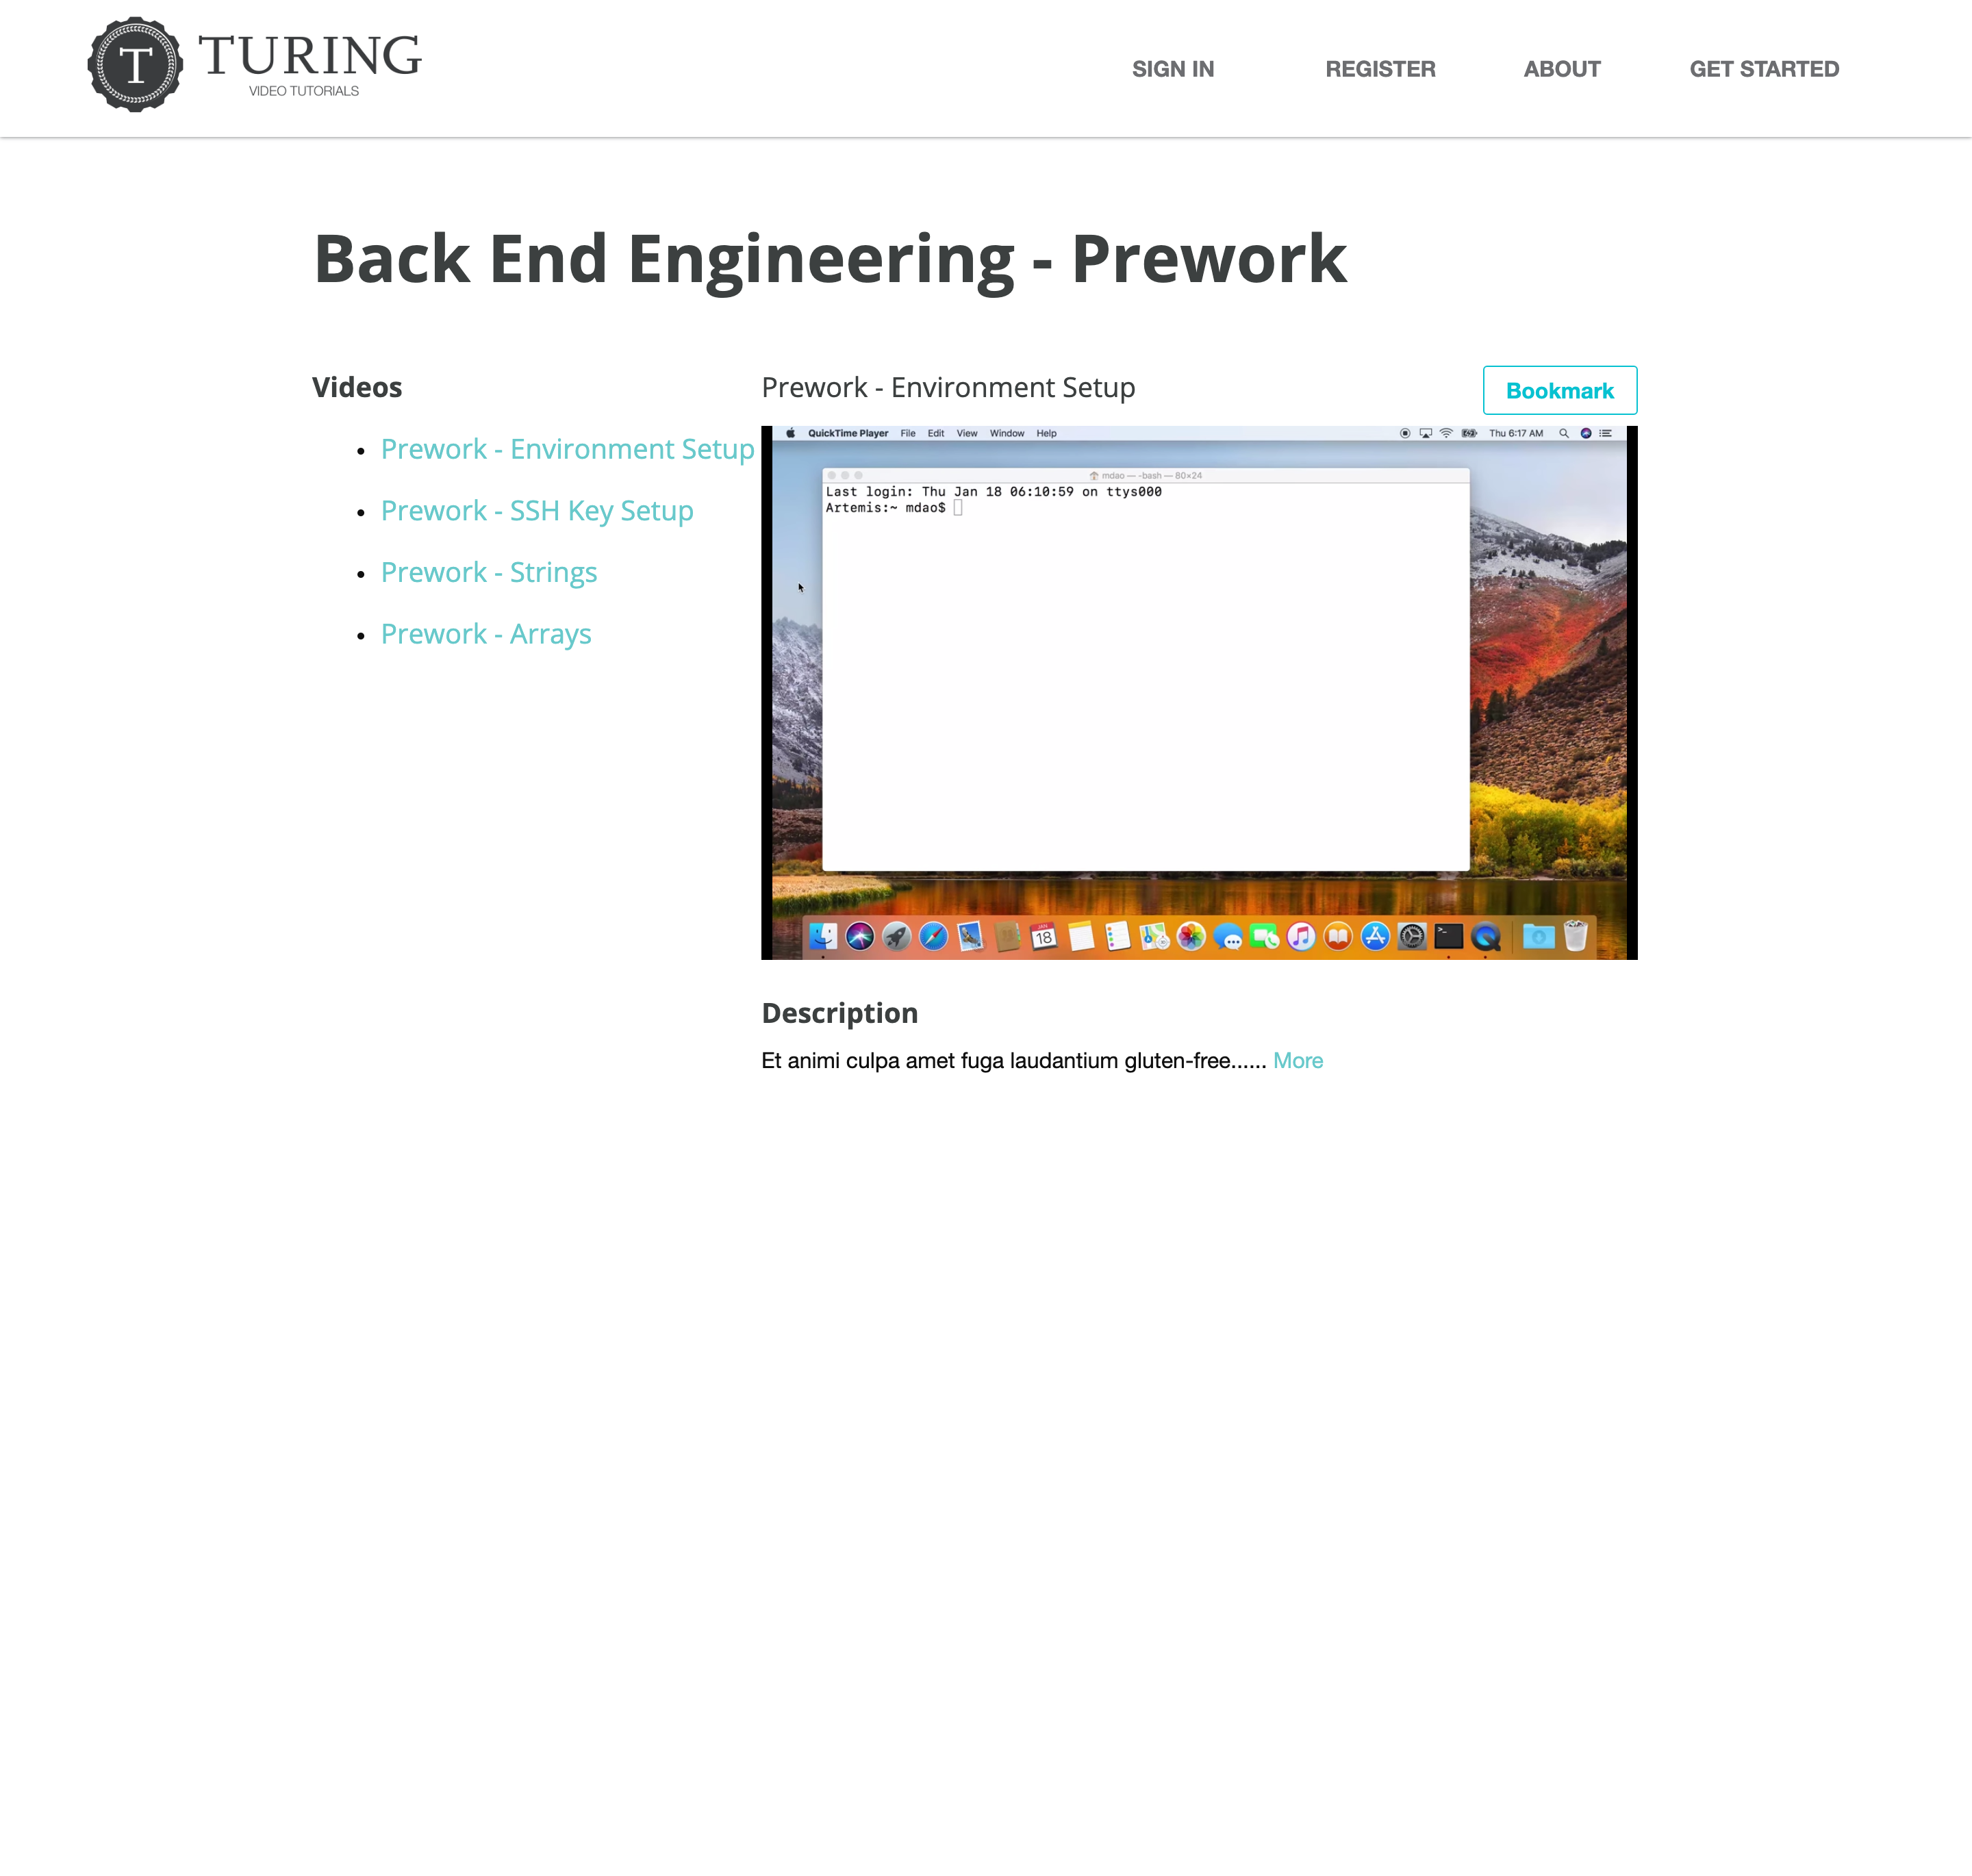 T TURING
VIDEO TUTORIALS
SIGN IN REGISTER ABOUT GET STARTED
Back End Engineering - Prework
Videos
• Prework - Environment Setup
• Prework - SSH Key Setup
• Prework - Strings
• Prework - Arrays
Prework - Environment Setup
Bookmark
QuickTime Player File Edit View Window Help Thu 6:17 AM
mdao — -bash — 80×24
Last login: Thu Jan 18 06:10:59 on ttys000
Artemis:~ mdao$
JAN
18
>_
Description
Et animi culpa amet fuga laudantium gluten-free...... More